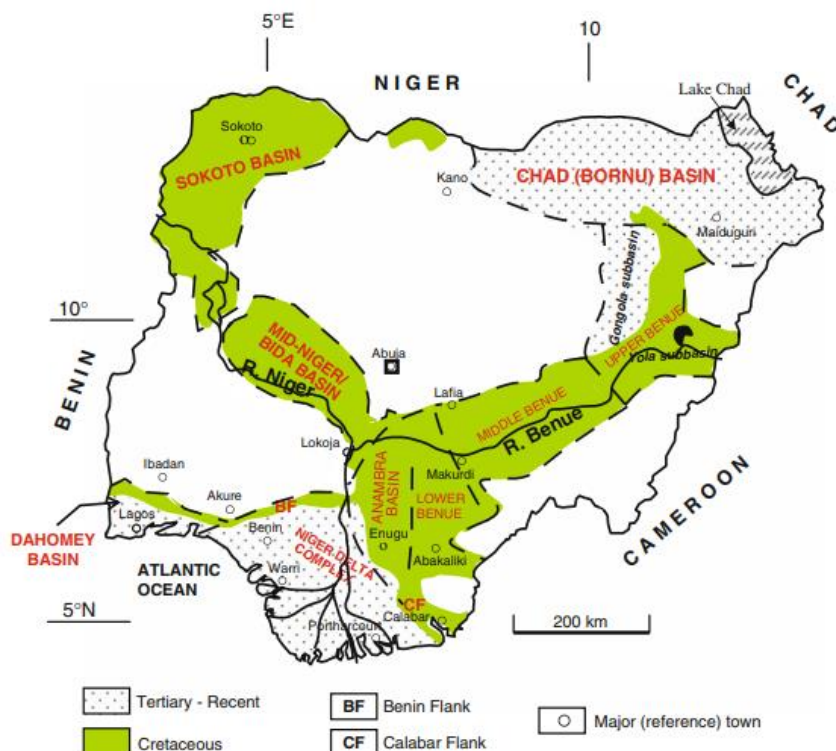 5°E
10
NIGER
CHAD
Lake Chad
Sokoto
SOKOTO BASIN
Kano
CHAD (BORNU) BASIN
Maiduguri
Gongola subbasin
10°
MID-NIGER/
BIDA BASIN
R. Niger
Abuja
UPPER BENUE
Yola subbasin
BENIN
Lafia
MIDDLE BENUE
R. Benue
Lokoja
Makurdi
Ibadan
Akure
BF
ANAMBRA
BASIN
LOWER
BENUE
Lagos
Benin
Enugu
DAHOMEY
BASIN
NIGER DELTA
COMPLEX
Abakaliki
ATLANTIC
OCEAN
Warri
CAMEROON
CF
5°N
Portharcourt
Calabar
200 km
Tertiary - Recent
BF Benin Flank
Major (reference) town
Cretaceous
CF Calabar Flank